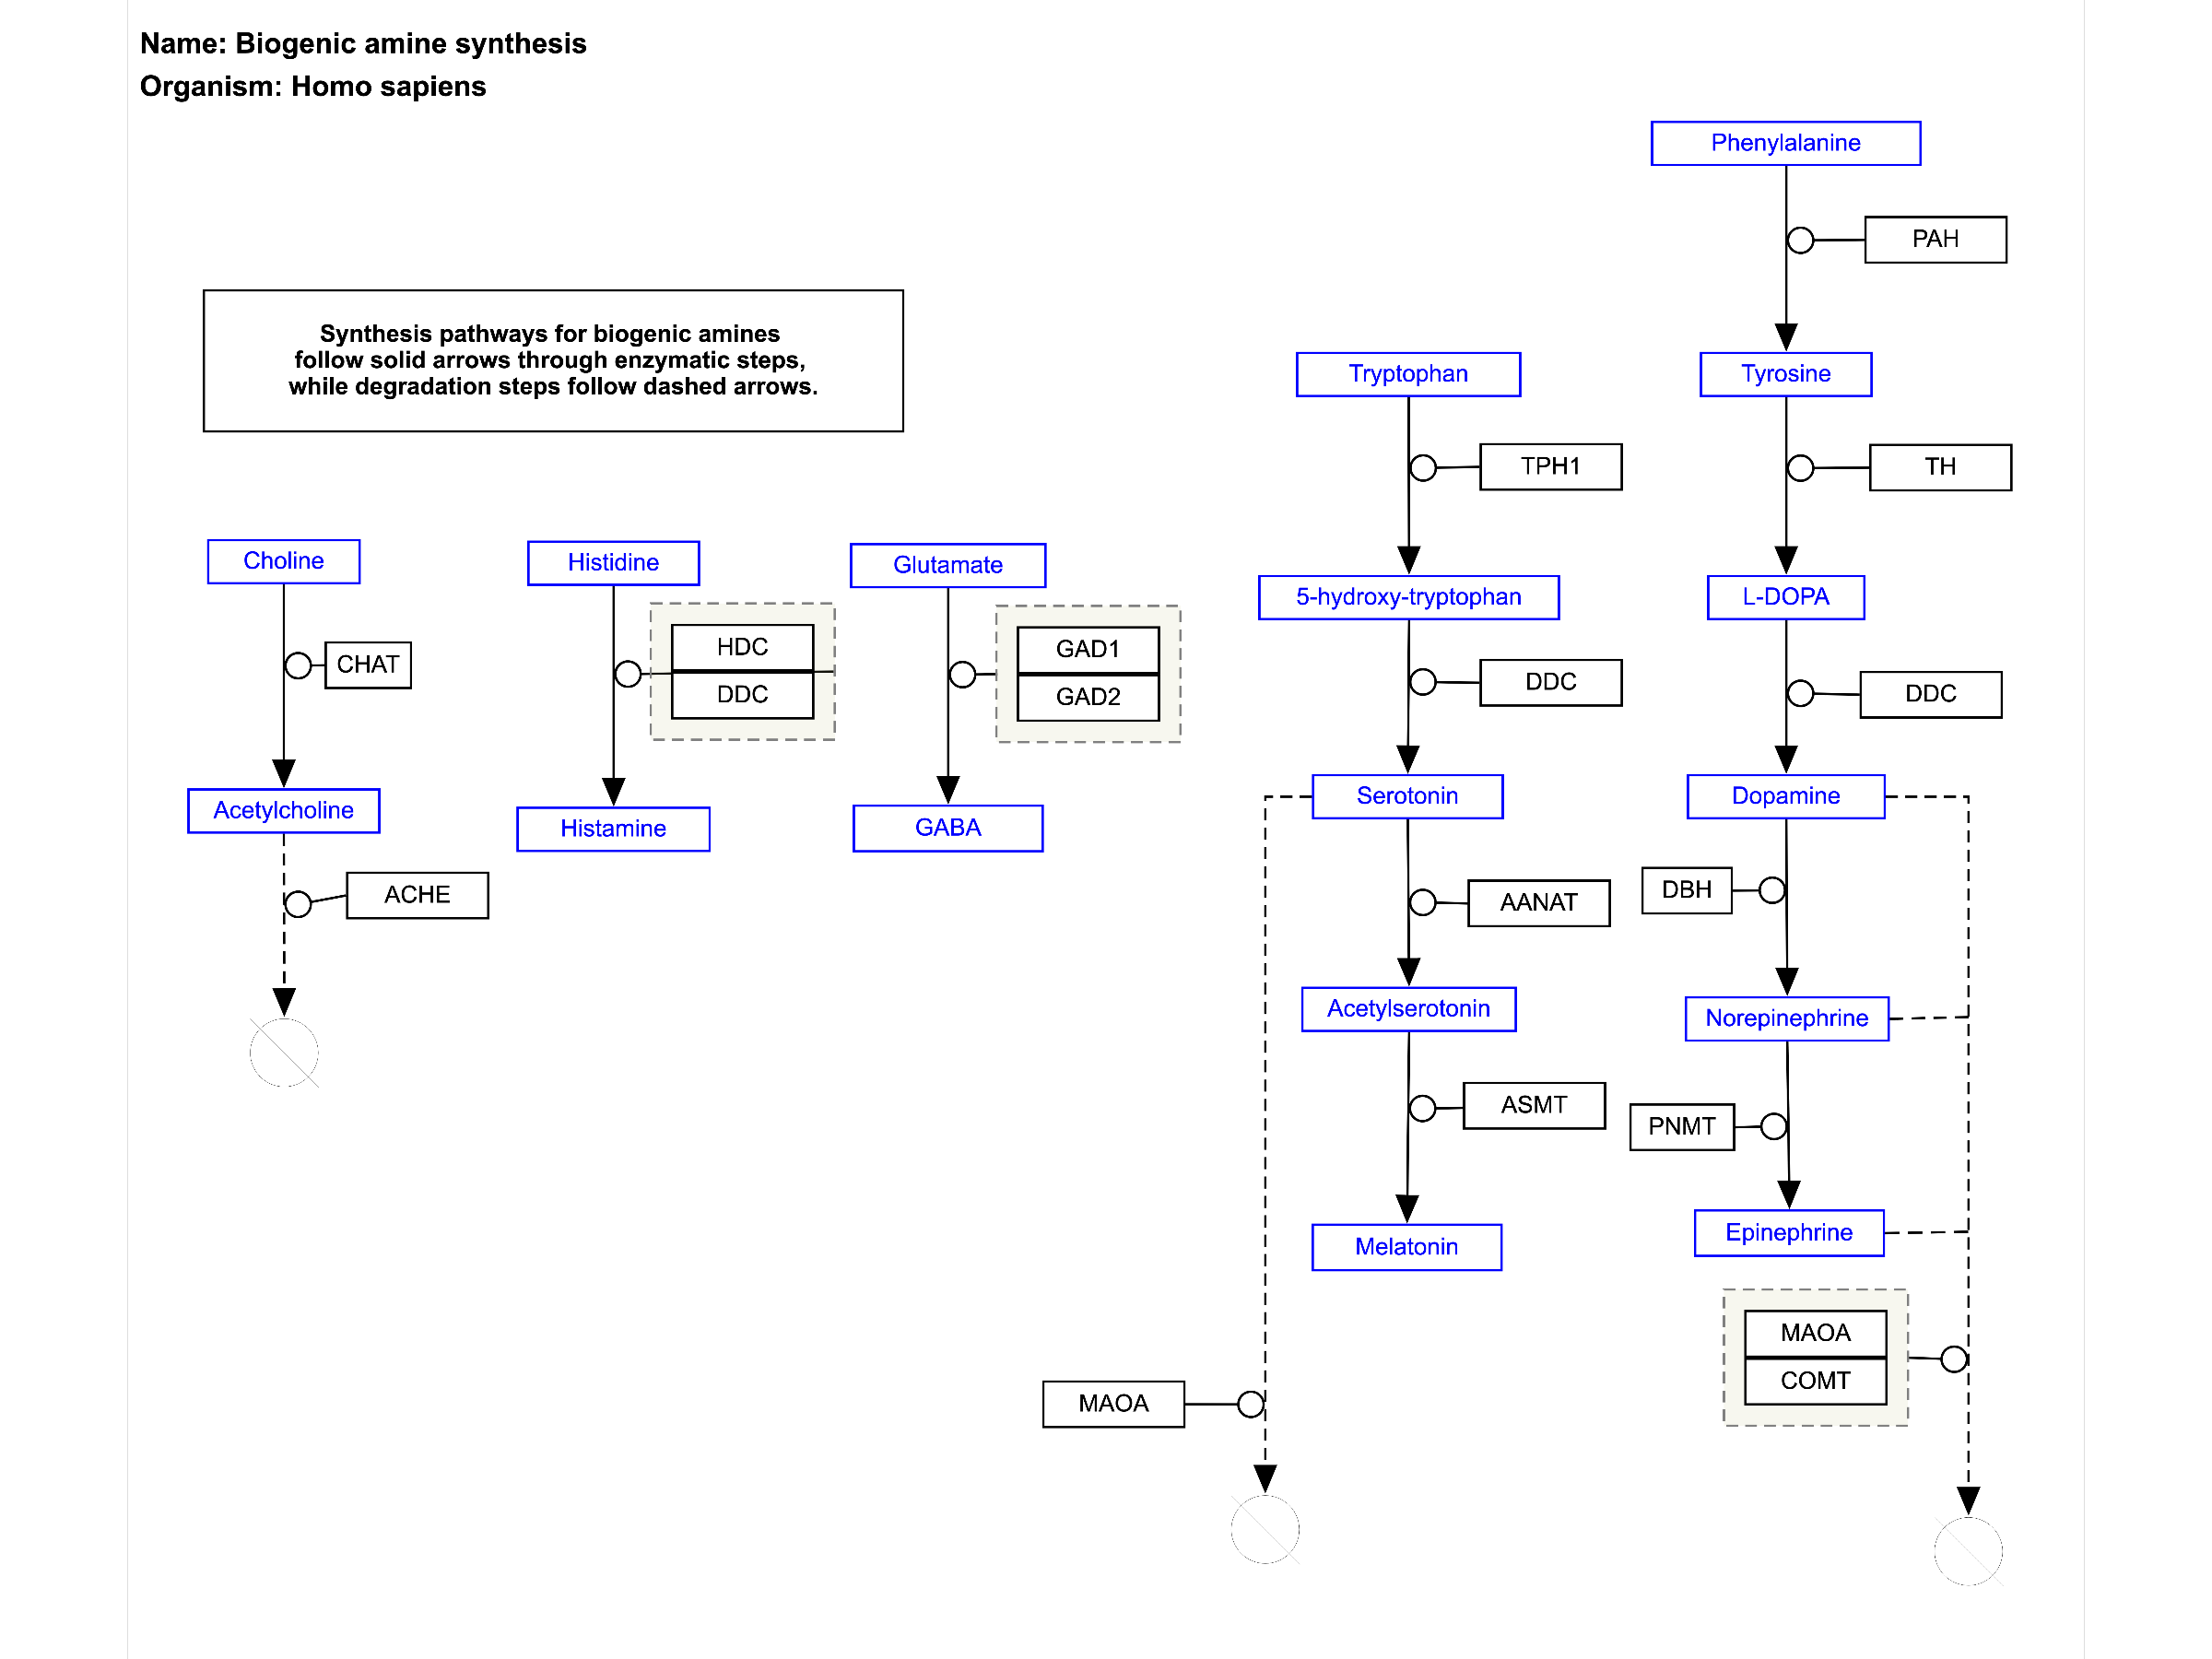 Name: Biogenic amine synthesis
Organism: Homo sapiens
Phenylalanine
PAH
Synthesis pathways for biogenic amines
follow solid arrows through enzymatic steps,
while degradation steps follow dashed arrows.
Tryptophan
Tyrosine
TPH1
TH
Choline
Histidine
Glutamate
5-hydroxy-tryptophan
L-DOPA
CHAT
HDC
DDC
GAD1
GAD2
DDC
DDC
Acetylcholine
Histamine
GABA
Serotonin
Dopamine
ACHE
AANAT
DBH
Acetylserotonin
Norepinephrine
ASMT
PNMT
Melatonin
Epinephrine
MAOA
MAOA
COMT